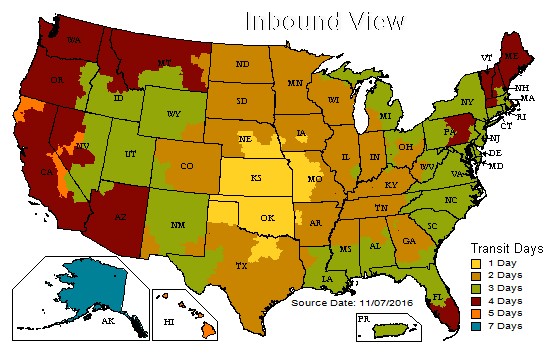 Inbound View
WA
OR
CA
ID
NV
MT
WY
UT
AZ
CO
NM
ND
SD
NE
KS
OK
TX
MN
IA
MO
AR
LA
WI
IL
MI
IN
OH
KY
TN
MS
AL
GA
FL
SC
NC
VA
WV
PA
NY
VT
ME
NH
MA
RI
CT
NJ
DE
MD
AK
HI
PR
Source Date: 11/07/2016
Transit Days
1 Day
2 Days
3 Days
4 Days
5 Days
7 Days